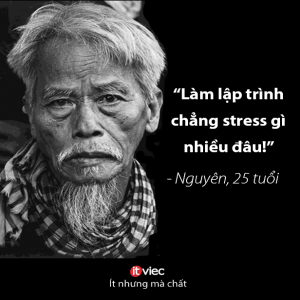 “Làm lập trình
chẳng stress gì
nhiều đâu!”
- Nguyên, 25 tuổi
itviec
Ít nhưng mà chất